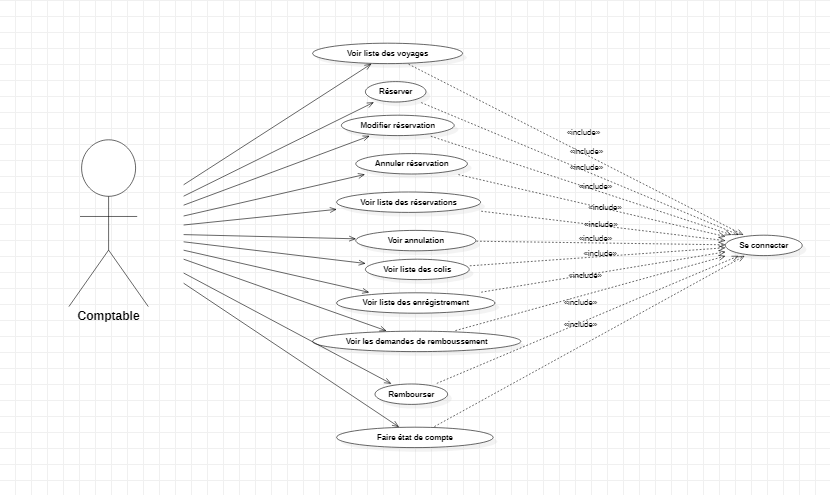 Voir liste des voyages
Réserver
Modifier réservation
Annuler réservation
Voir liste des réservations
Voir annulation
Voir liste des colis
Voir liste des enrégistrement
Voir les demandes de remboussement
Rembourser
Faire état de compte
Comptable
«include»
«include»
«include»
«include»
«include»
«include»
«include»
«include»
«include»
«include»
«include»
Se connecter